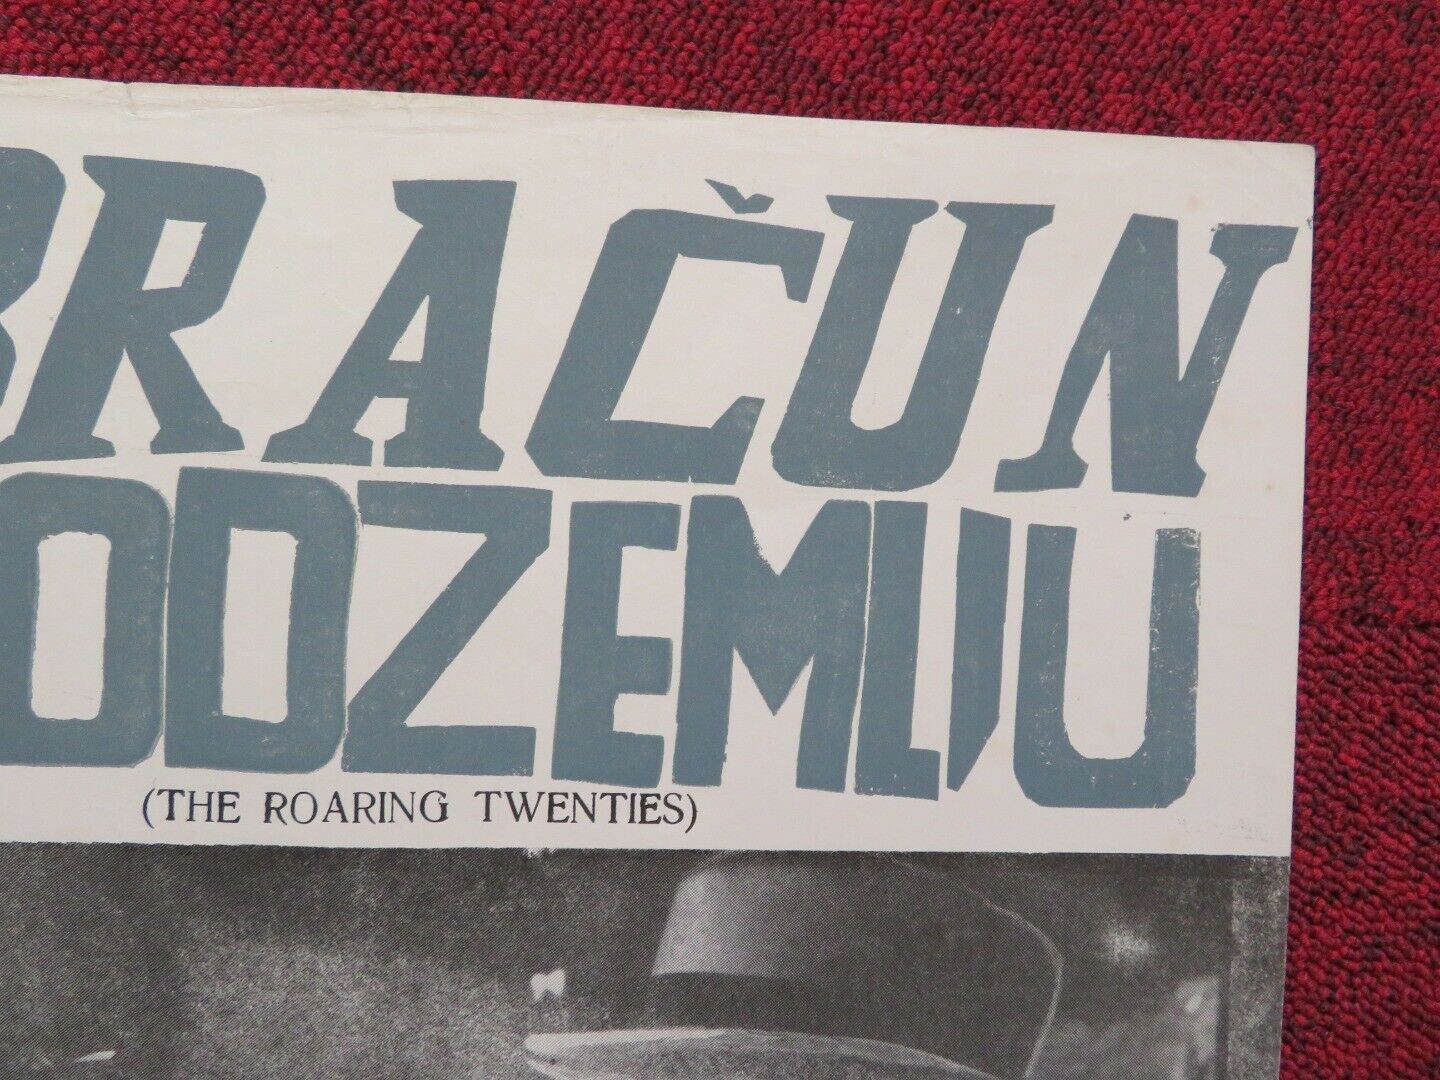 BRAČUN
ODZEMLJU
(THE ROARING TWENTIES)